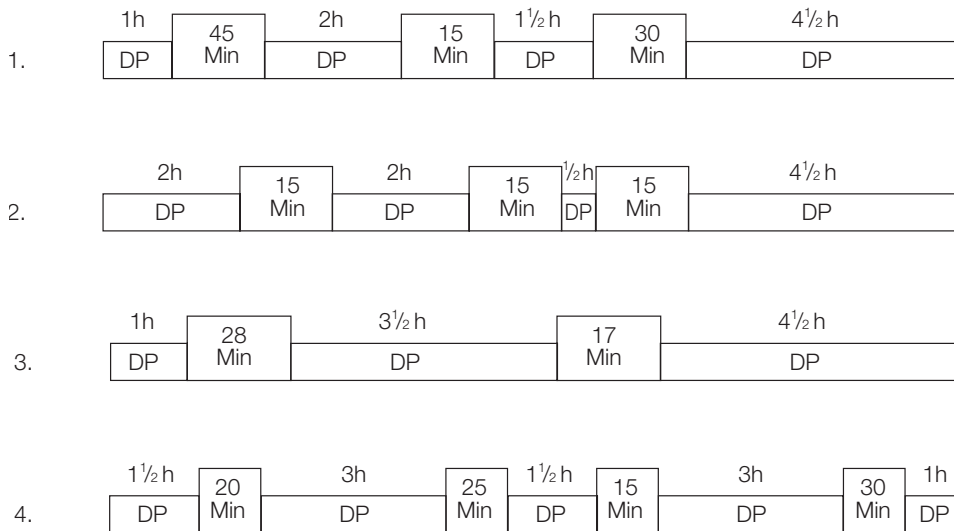 1h 2h 1½ h 4½ h
45 Min 15 Min 30 Min
1. DP DP DP DP
2h 2h ½h 4½ h
15 Min 15 Min 15 Min
2. DP DP DP DP
1h 3½ h 4½ h
28 Min 17 Min
3. DP DP DP
1½ h 3h 1½ h 3h 1h
20 Min 25 Min 15 Min 30 Min
4. DP DP DP DP DP